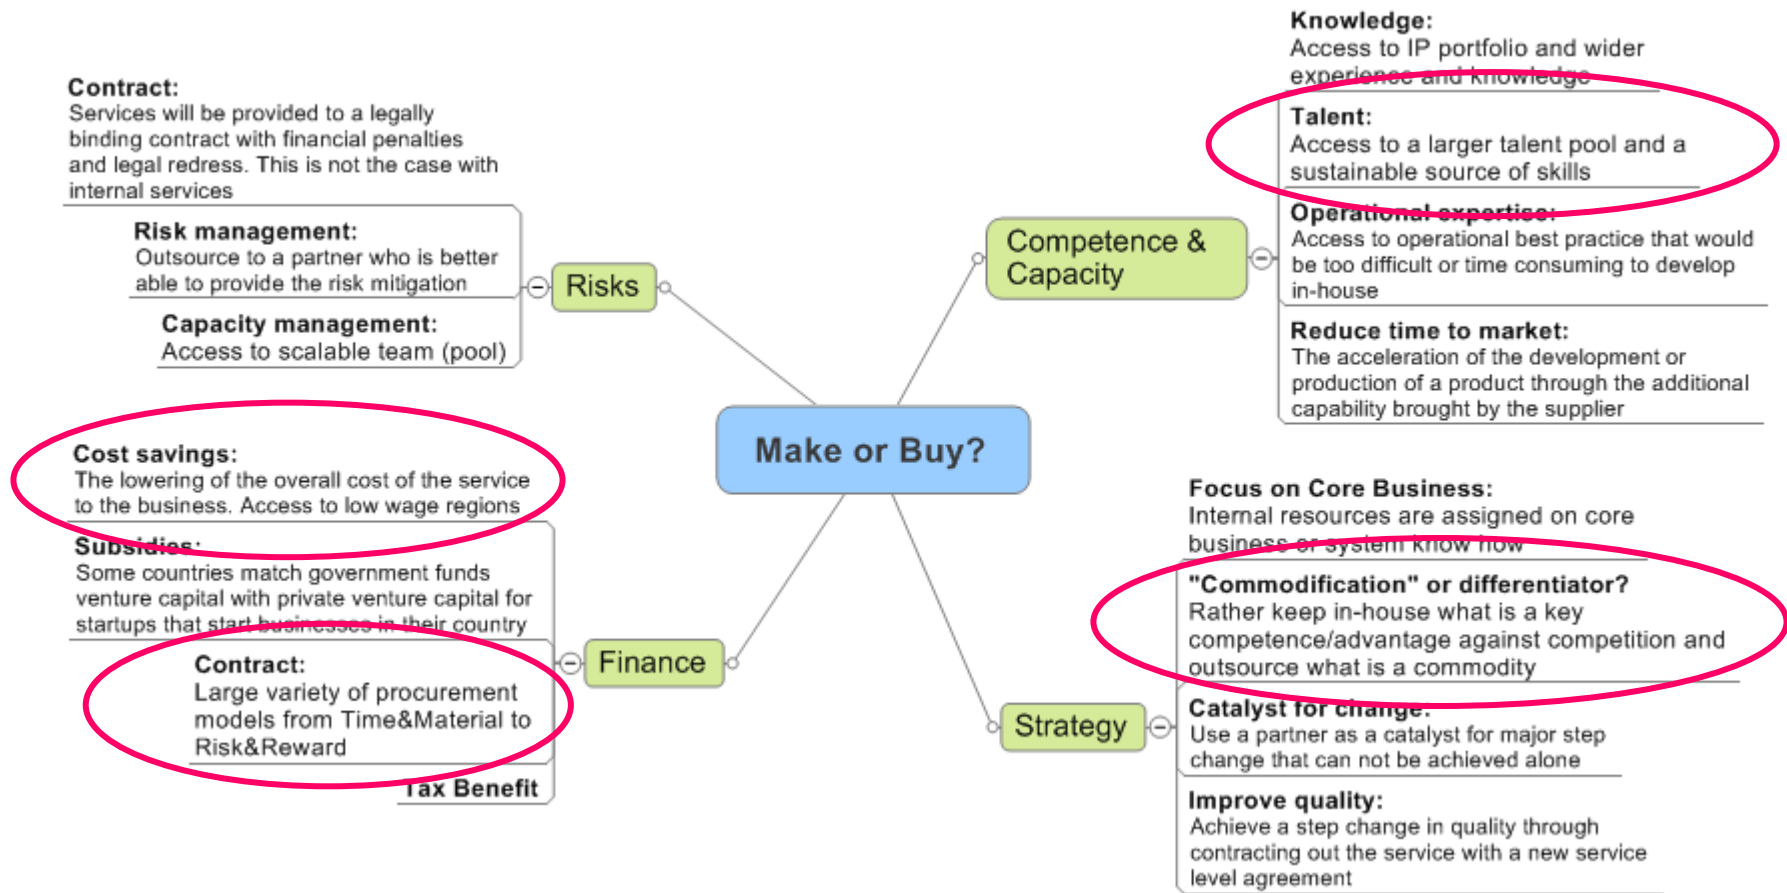 Contract:
Services will be provided to a legally
binding contract with financial penalties
and legal redress. This is not the case with
internal services
Risk management:
Outsource to a partner who is better
able to provide the risk mitigation
Capacity management:
Access to scalable team (pool)
Risks
Knowledge:
Access to IP portfolio and wider
experience and knowledge
Talent:
Access to a larger talent pool and a
sustainable source of skills
Operational expertise:
Access to operational best practice that would
be too difficult or time consuming to develop
in-house
Reduce time to market:
The acceleration of the development or
production of a product through the additional
capability brought by the supplier
Competence &
Capacity
Make or Buy?
Cost savings:
The lowering of the overall cost of the service
to the business. Access to low wage regions
Subsidies:
Some countries match government funds
venture capital with private venture capital for
startups that start businesses in their country
Contract:
Large variety of procurement
models from Time&Material to
Risk&Reward
Tax Benefit
Finance
Focus on Core Business:
Internal resources are assigned on core
business or system know how
"Commodification" or differentiator?
Rather keep in-house what is a key
competence/advantage against competition and
outsource what is a commodity
Catalyst for change:
Use a partner as a catalyst for major step
change that can not be achieved alone
Improve quality:
Achieve a step change in quality through
contracting out the service with a new service
level agreement
Strategy